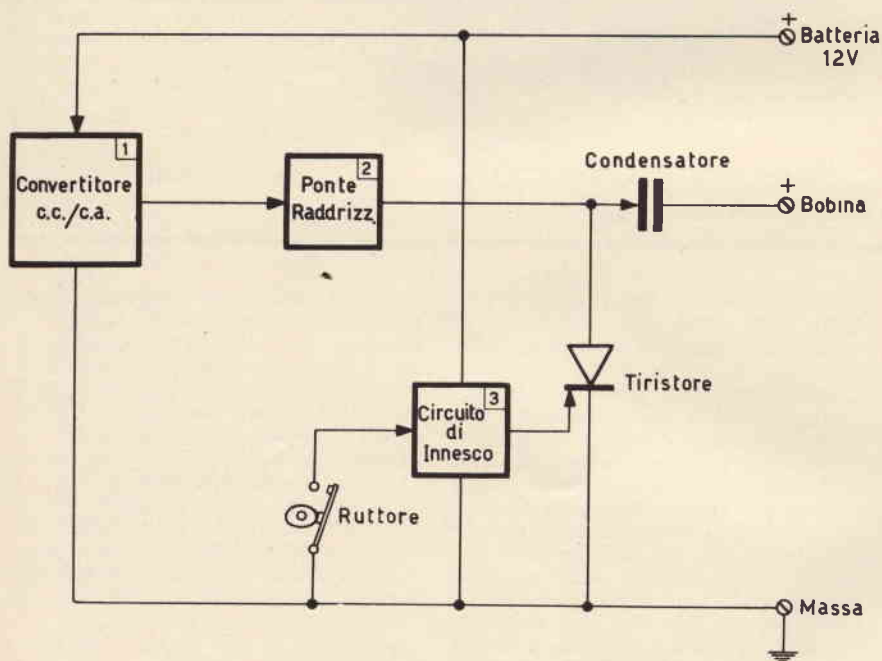 +
Batteria
12V
1
Convertitore
c.c./c.a.
2
Ponte
Raddrizz.
Condensatore
+
Bobina
3
Circuito
di
Innesco
Tiristore
Ruttore
Massa